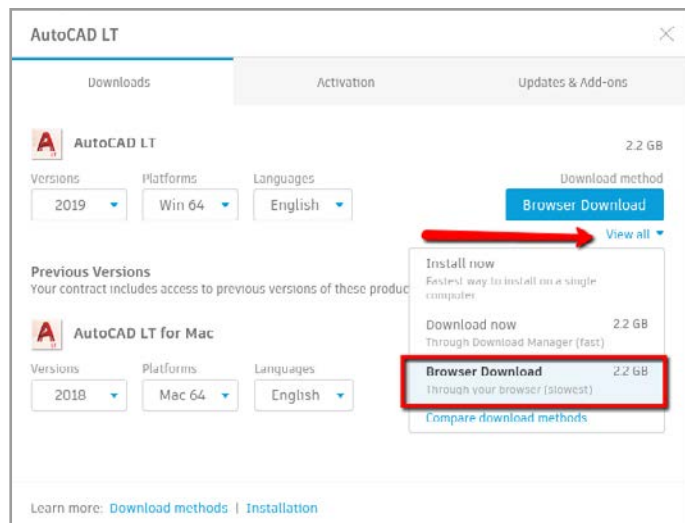 AutoCAD LT
Downloads
Activation
Updates & Add-ons
AutoCAD LT
2.2 GB
Versions
Platforms
Languages
Download method
2019
Win 64
English
Browser Download
View all
Previous Versions
Your contract includes access to previous versions of these produc
Install now
Fastest way to install on a single
computer
Download now 2.2 GB
Through Download Manager (fast)
Browser Download 2.2 GB
Through your browser (slowest)
Compare download methods
A LT
AutoCAD LT for Mac
Versions
Platforms
Languages
2018
Mac 64
English
Learn more: Download methods | Installation